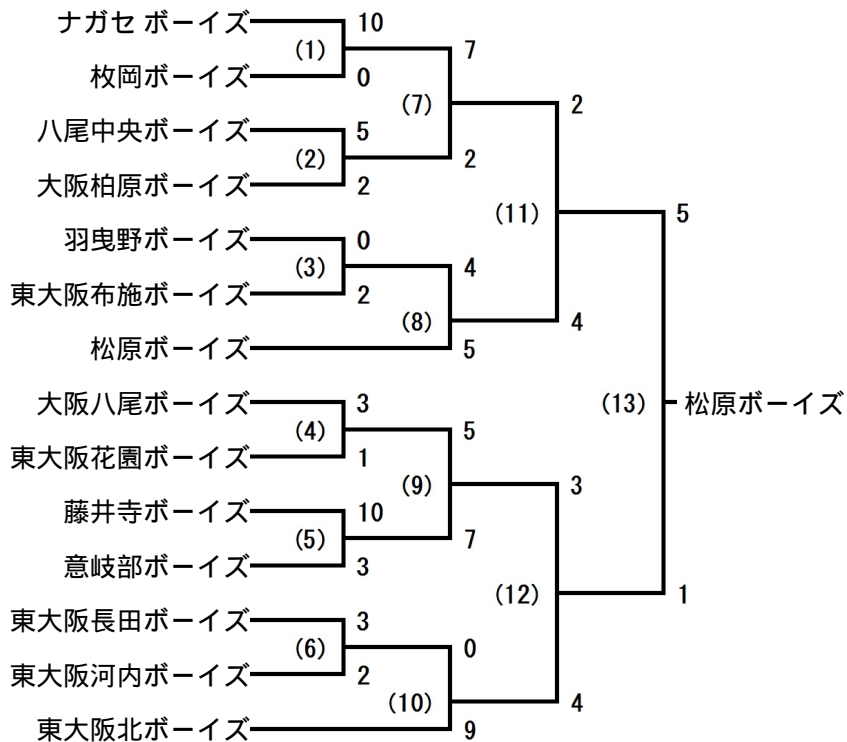 ナガセ ボーイズ 10
(1) 7
枚岡ボーイズ 0
(7) 2
八尾中央ボーイズ 5
(2) 2
大阪柏原ボーイズ 2
(11) 5
羽曳野ボーイズ 0
(3) 4
東大阪布施ボーイズ 2
(8) 4
松原ボーイズ 5
(13) 松原ボーイズ
大阪八尾ボーイズ 3
(4) 5
東大阪花園ボーイズ 1
(9) 3
藤井寺ボーイズ 10
(5) 7
意岐部ボーイズ 3
(12) 1
東大阪長田ボーイズ 3
(6) 0
東大阪河内ボーイズ 2
(10) 4
東大阪北ボーイズ 9